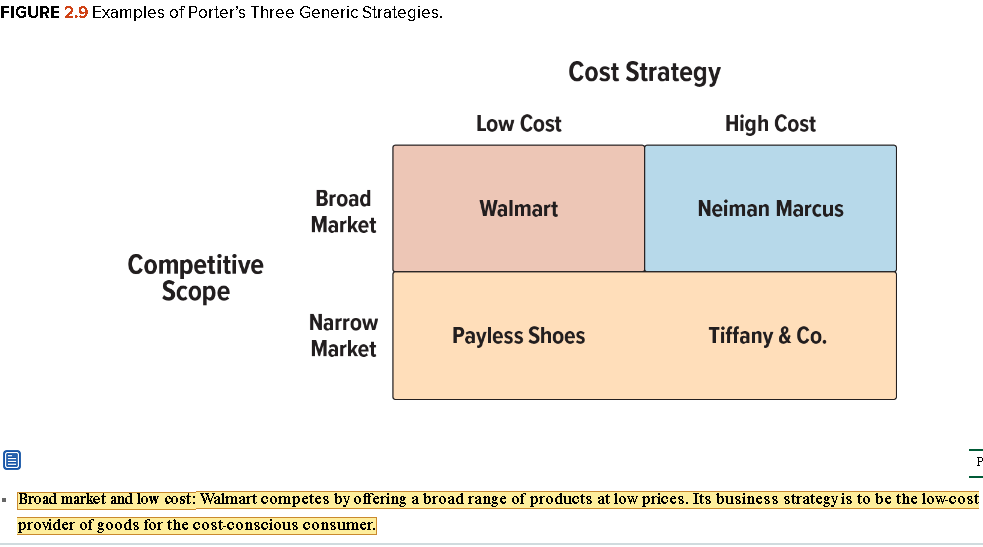 FIGURE 2.9 Examples of Porter's Three Generic Strategies.
Cost Strategy
Low Cost
High Cost
Broad
Market
Walmart
Neiman Marcus
Competitive
Scope
Narrow
Market
Payless Shoes
Tiffany & Co.
P
Broad market and low cost: Walmart competes by offering a broad range of products at low prices. Its business strategy is to be the low-cost
provider of goods for the cost-conscious consumer.